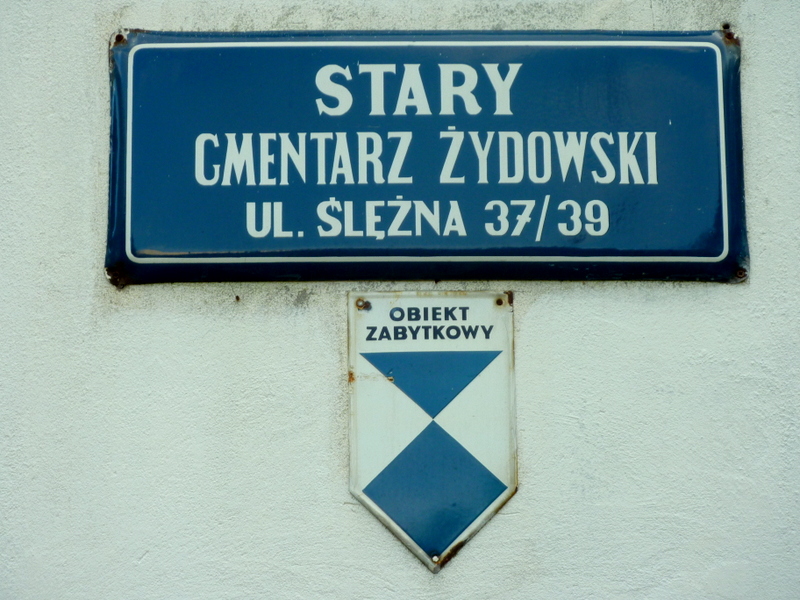 STARY
CMENTARZ ŻYDOWSKI
UL. ŚLĘŻNA 37/39
OBIEKT
ZABYTKOWY